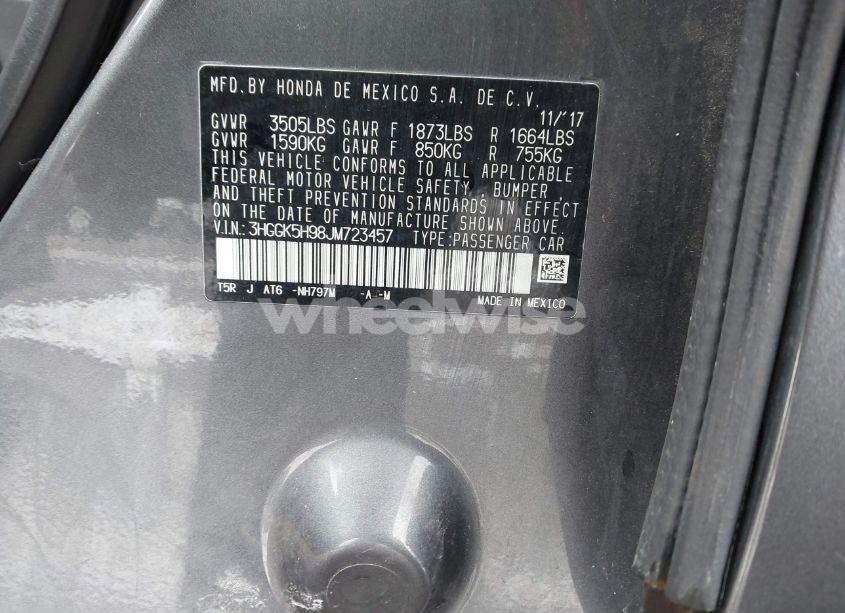 MFD. BY HONDA DE MEXICO S.A. DE C.V.
11/'17
GVWR 3505LBS GAWR F 1873LBS R 1664LBS
GVWR 1590KG GAWR F 850KG R 755KG
THIS VEHICLE CONFORMS TO ALL APPLICABLE
FEDERAL MOTOR VEHICLE SAFETY, BUMPER,
AND THEFT PREVENTION STANDARDS IN EFFECT
ON THE DATE OF MANUFACTURE SHOWN ABOVE.
V.I.N.: 3HGGK5H98JM723457 TYPE:PASSENGER CAR
T5R J AT6 -NH797M -A -M MADE IN MEXICO
wheelwise